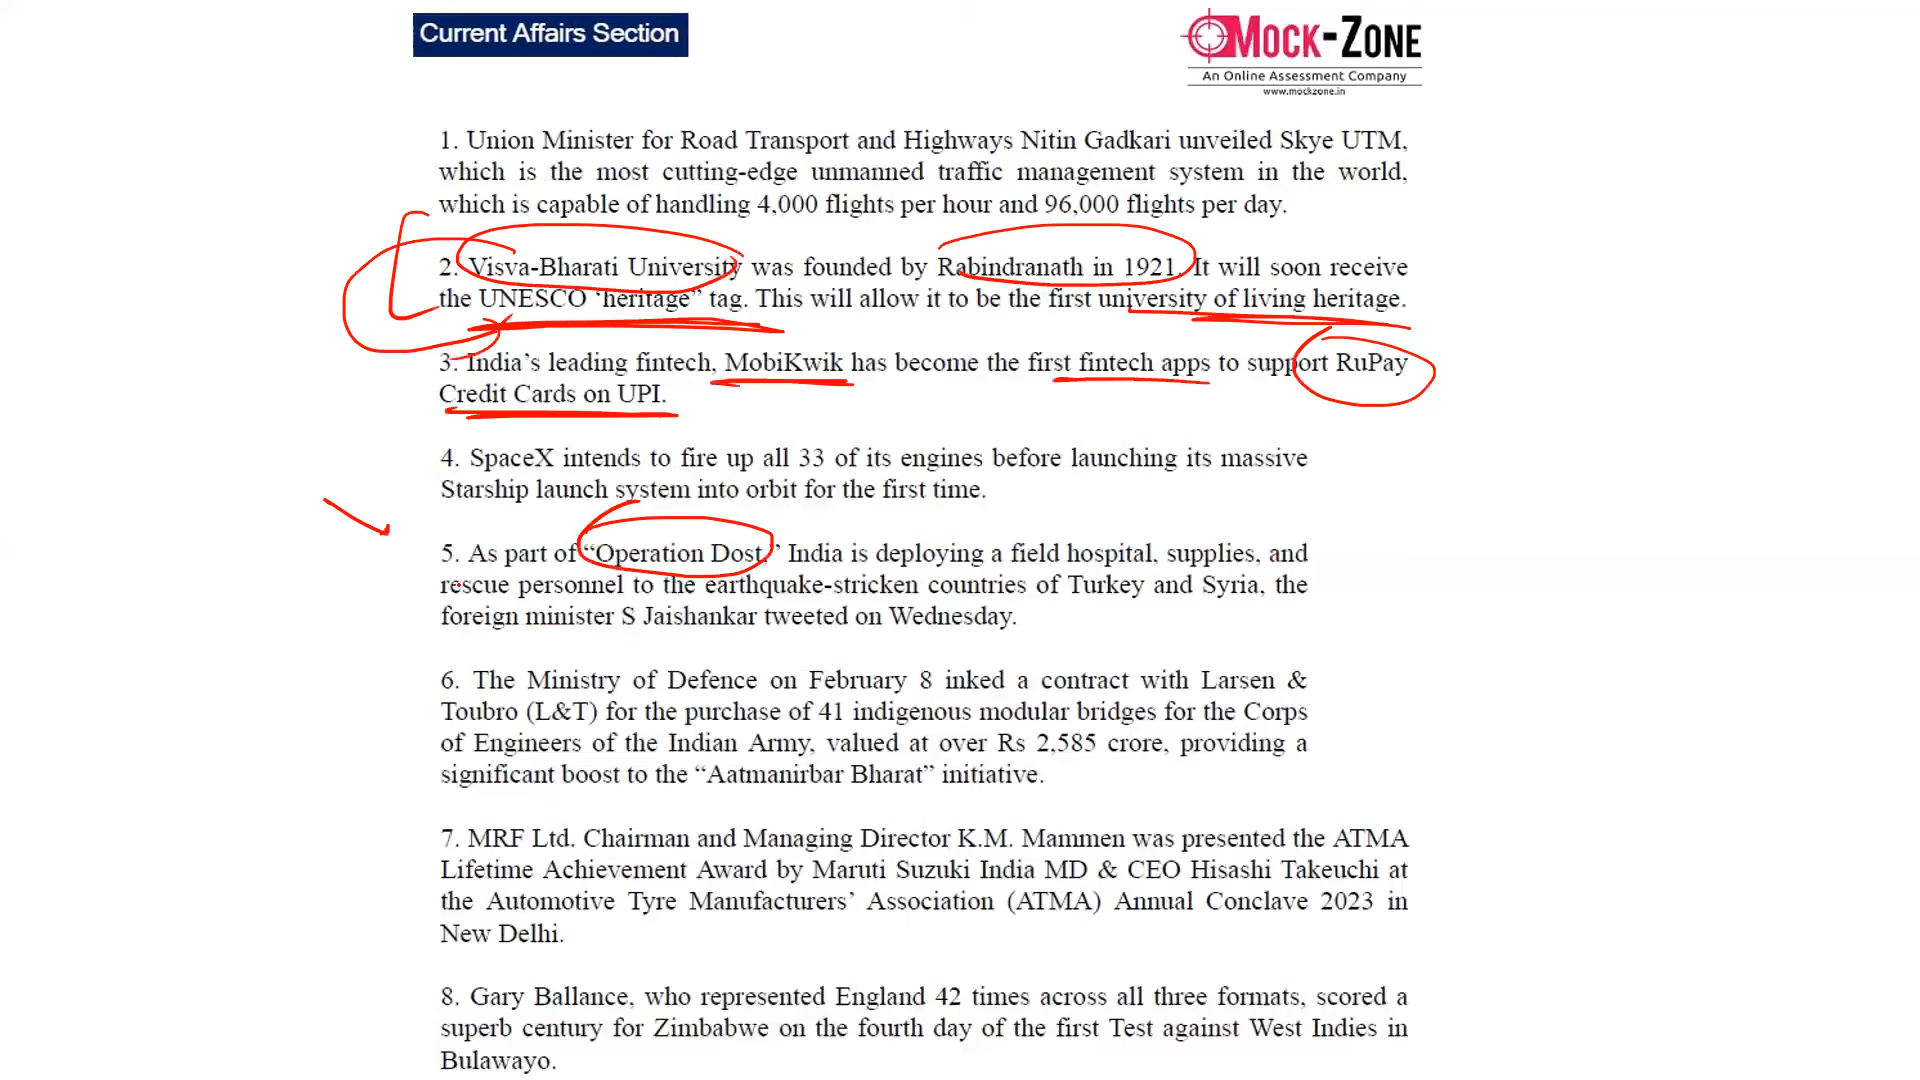 Current Affairs Section
MOCK-ZONE
An Online Assessment Company
www.mockzone.in
1. Union Minister for Road Transport and Highways Nitin Gadkari unveiled Skye UTM,
which is the most cutting-edge unmanned traffic management system in the world,
which is capable of handling 4,000 flights per hour and 96,000 flights per day.
2. Visva-Bharati University was founded by Rabindranath in 1921. It will soon receive
the UNESCO ‘heritage” tag. This will allow it to be the first university of living heritage.
3. India’s leading fintech, MobiKwik has become the first fintech apps to support RuPay
Credit Cards on UPI.
4. SpaceX intends to fire up all 33 of its engines before launching its massive
Starship launch system into orbit for the first time.
5. As part of “Operation Dost,” India is deploying a field hospital, supplies, and
rescue personnel to the earthquake-stricken countries of Turkey and Syria, the
foreign minister S Jaishankar tweeted on Wednesday.
6. The Ministry of Defence on February 8 inked a contract with Larsen &
Toubro (L&T) for the purchase of 41 indigenous modular bridges for the Corps
of Engineers of the Indian Army, valued at over Rs 2,585 crore, providing a
significant boost to the “Aatmanirbar Bharat” initiative.
7. MRF Ltd. Chairman and Managing Director K.M. Mammen was presented the ATMA
Lifetime Achievement Award by Maruti Suzuki India MD & CEO Hisashi Takeuchi at
the Automotive Tyre Manufacturers’ Association (ATMA) Annual Conclave 2023 in
New Delhi.
8. Gary Ballance, who represented England 42 times across all three formats, scored a
superb century for Zimbabwe on the fourth day of the first Test against West Indies in
Bulawayo.